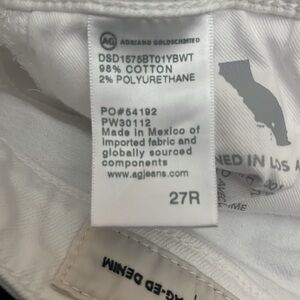 AG ADRIANO GOLDSCHMIED
DSD1575BT01YBWT
98% COTTON
2% POLYURETHANE
PO#54192
PW30112
Made in Mexico of
imported fabric and
globally sourced
components
www.agjeans.com
27R
NED IN LOS
AG-ED DENIM